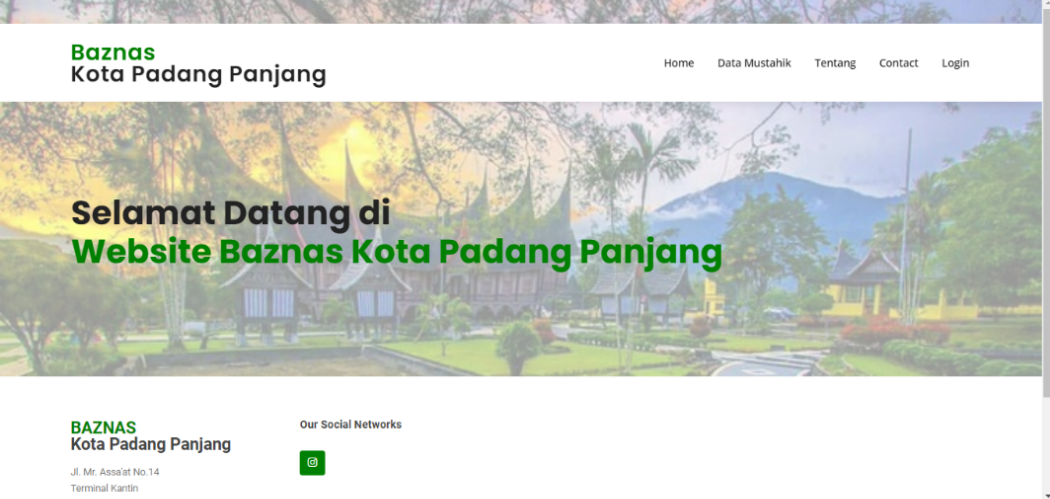 Baznas
Kota Padang Panjang
Home
Data Mustahik
Tentang
Contact
Login
Selamat Datang di
Website Baznas Kota Padang Panjang
BAZNAS
Kota Padang Panjang
Our Social Networks
Jl. Mr. Assa'at No.14
Terminal Kantin